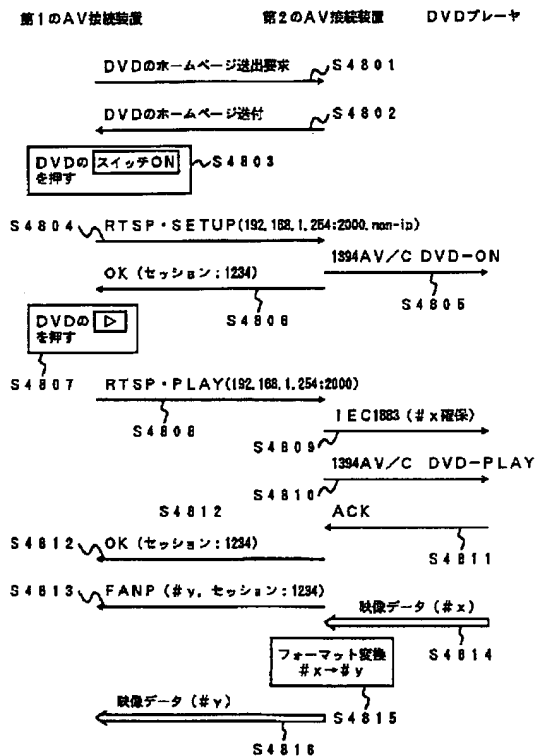 第1のAV接続装置 第2のAV接続装置 DVDプレーヤ
DVDのホームページ送出要求 S4801
DVDのホームページ送付 S4802
DVDの スイッチON
を押す
S4803
S4804 RTSP・SETUP(192.168.1.254:2000.non-ip)
1394AV/C DVD-ON
OK(セッション:1234)
S4805
S4806
DVDの ▷
を押す
S4807 RTSP・PLAY(192.168.1.254:2000)
S4808
IEC1883(#x確保)
S4809
1394AV/C DVD-PLAY
S4810
S4812 ACK
S4812 OK(セッション:1234)
S4811
S4813 FANP(#y,セッション:1234)
映像データ(#x)
フォーマット変換
#x→#y
S4814
映像データ(#y) S4815
S4816